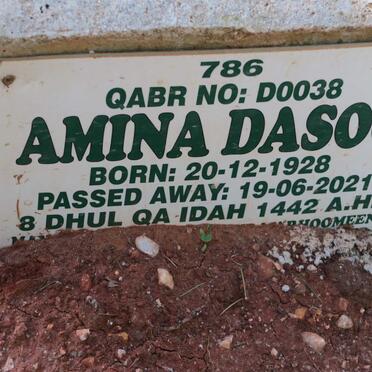 786
QABR NO: D0038
AMINA DASOO
BORN: 20-12-1928
PASSED AWAY: 19-06-2021
8 DHUL QA IDAH 1442 A.H